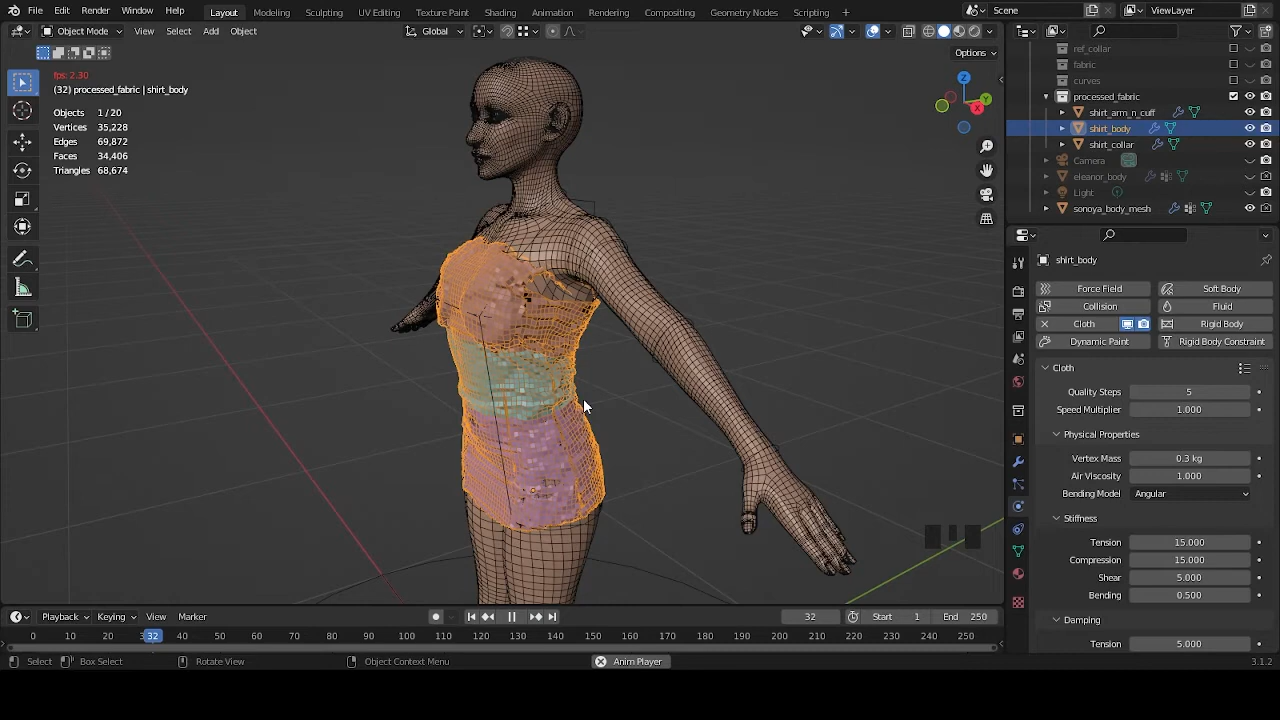 File Edit Render Window Help Layout Modeling Sculpting UV Editing Texture Paint Shading Animation Rendering Compositing Geometry Nodes Scripting + Scene ViewLayer
Object Mode View Select Add Object Global
Options
fps: 2.30
(32) processed_fabric | shirt_body
Objects 1/20
Vertices 35,228
Edges 69,872
Faces 34,406
Triangles 68,674
Z
Y
X
ref_collar
fabric
curves
processed_fabric
shirt_arm_n_cuff
shirt_body
shirt_collar
Camera
eleanor_body
Light
sonoya_body_mesh
shirt_body
Force Field Soft Body
Collision Fluid
Cloth Rigid Body
Dynamic Paint Rigid Body Constraint
Cloth
Quality Steps 5
Speed Multiplier 1.000
Physical Properties
Vertex Mass 0.3 kg
Air Viscosity 1.000
Bending Model Angular
Stiffness
Tension 15.000
Compression 15.000
Shear 5.000
Bending 0.500
Damping
Tension 5.000
Playback Keying View Marker 32 Start 1 End 250
0 10 20 32 40 50 60 70 80 90 100 110 120 130 140 150 160 170 180 190 200 210 220 230 240 250
Select Box Select Rotate View Object Context Menu Anim Player 3.1.2